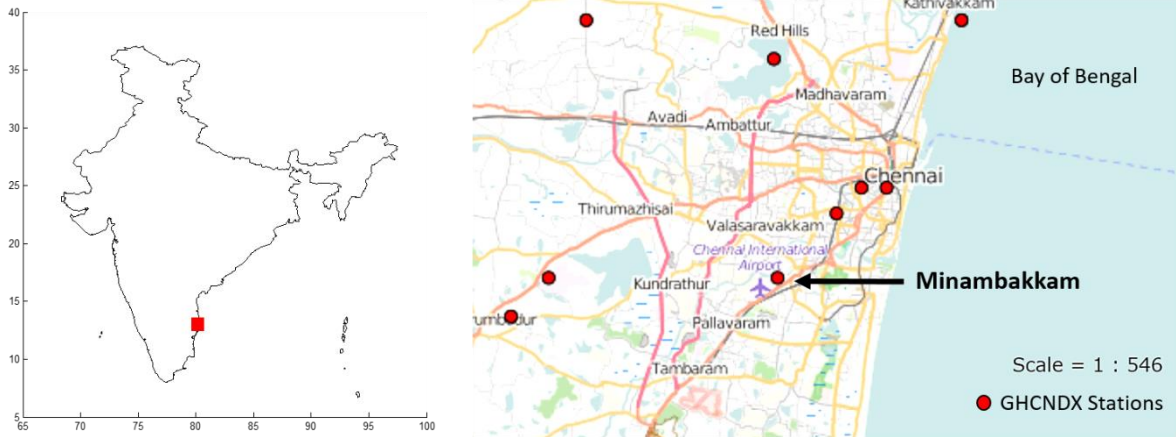 40
35
30
25
20
15
10
5
65
70
75
80
85
90
95
100
Kathivakkam
Red Hills
Bay of Bengal
Madhavaram
Avadi
Ambattur
Chennai
Thirumazhisai
Valasaravakkam
Chennai International
Airport
Kundrathur
Minambakkam
Pallavaram
Tambaram
Scale = 1 : 546
GHCNDX Stations